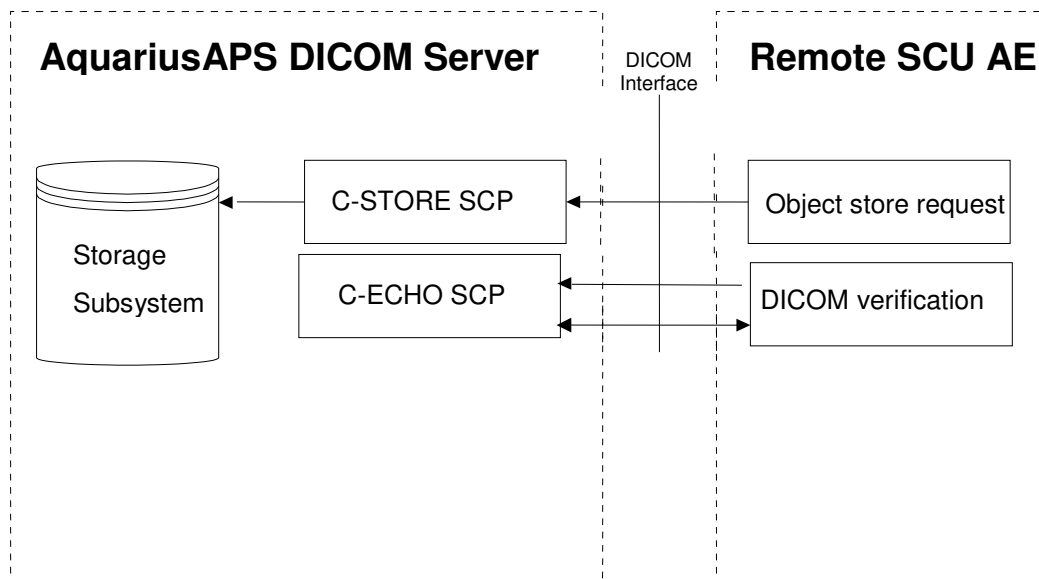 AquariusAPS DICOM Server
DICOM
Interface
Remote SCU AE
C-STORE SCP
Object store request
Storage
Subsystem
C-ECHO SCP
DICOM verification